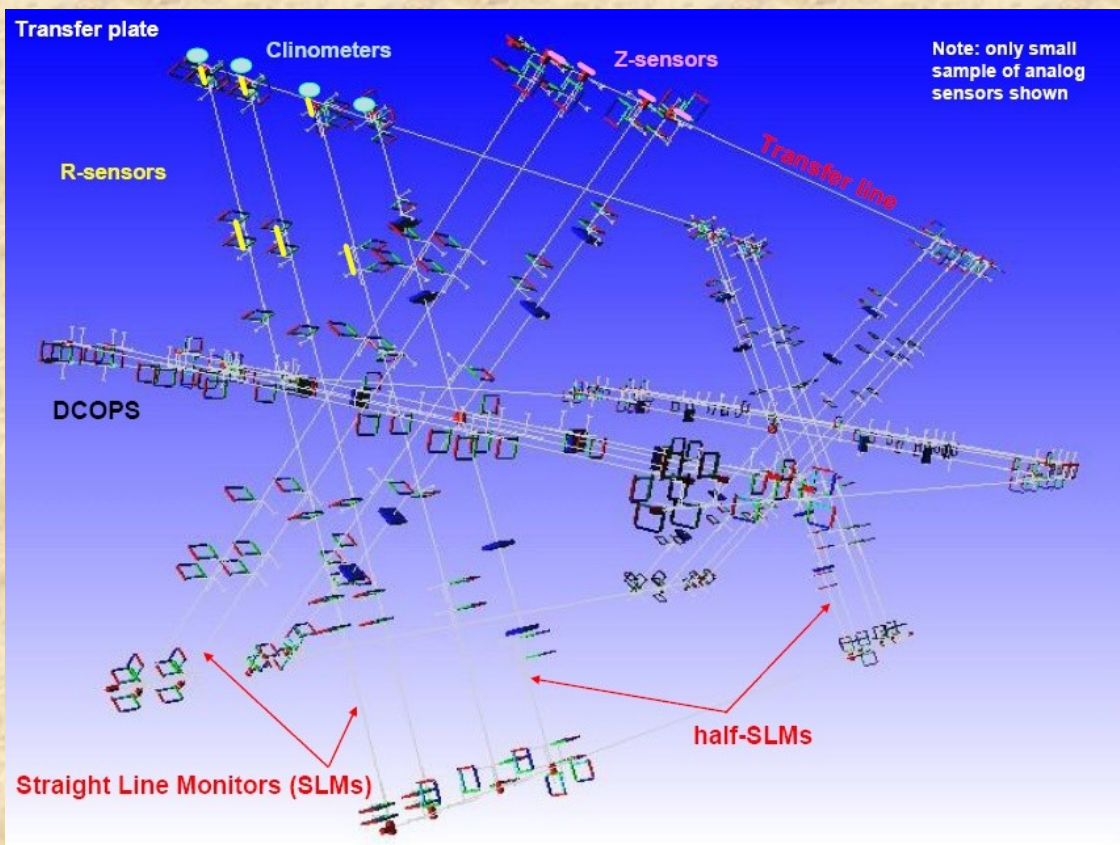 Transfer plate
Clinometers
Z-sensors
Note: only small
sample of analog
sensors shown
R-sensors
Transfer line
DCOPS
half-SLMs
Straight Line Monitors (SLMs)